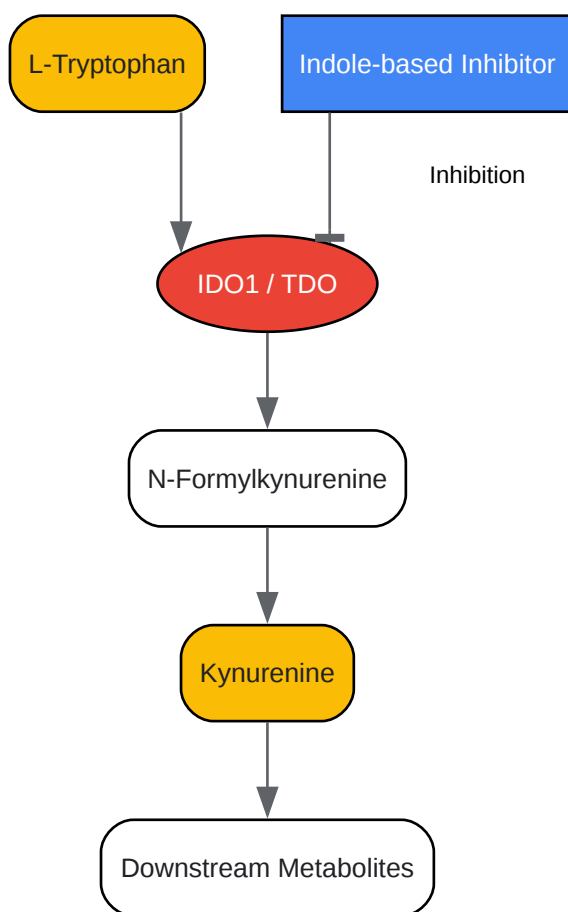 L-Tryptophan
Indole-based Inhibitor
Inhibition
IDO1 / TDO
N-Formylkynurenine
Kynurenine
Downstream Metabolites